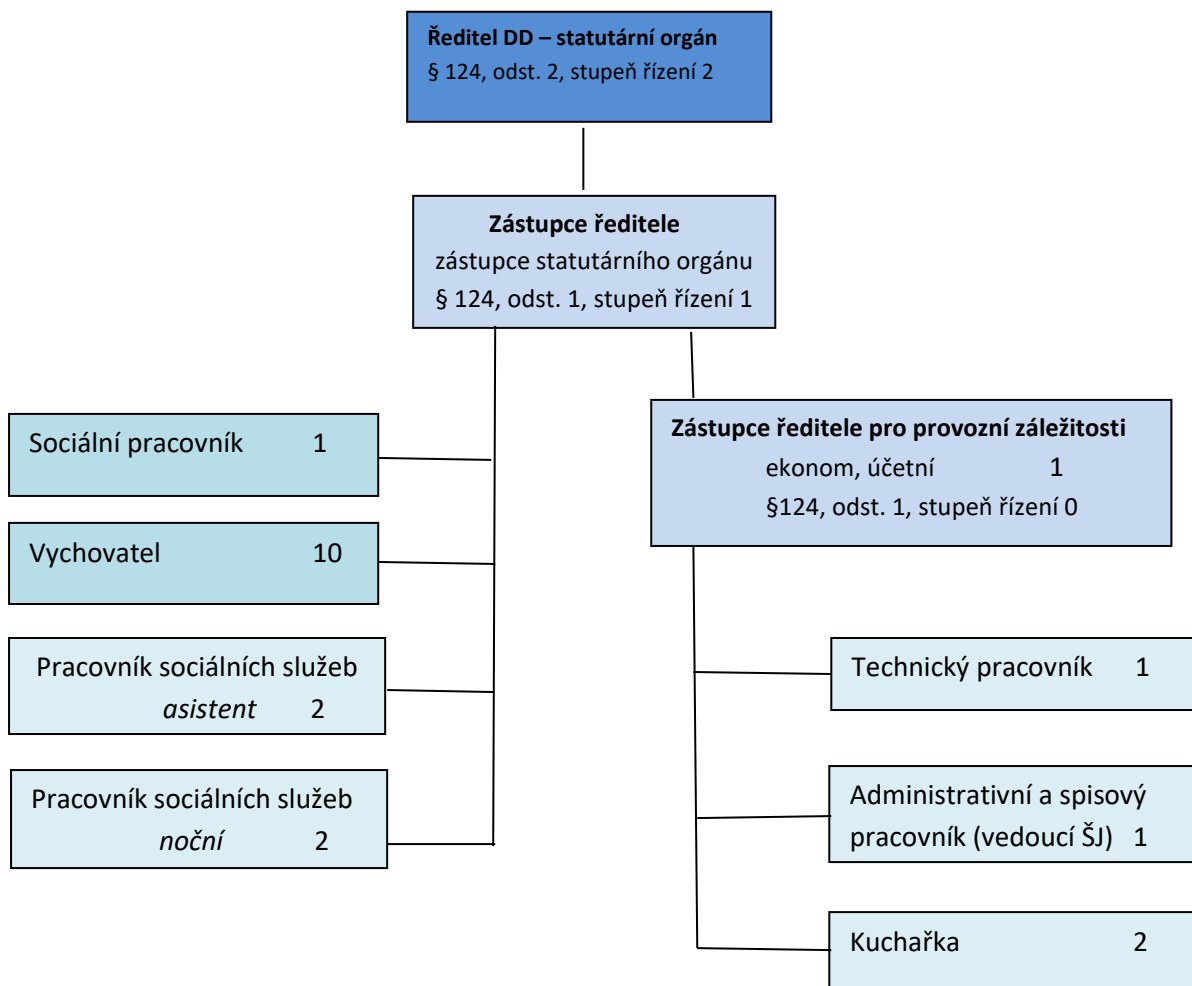 Ředitel DD – statutární orgán
§ 124, odst. 2, stupeň řízení 2
Zástupce ředitele
zástupce statutárního orgánu
§ 124, odst. 1, stupeň řízení 1
Sociální pracovník 1
Vychovatel 10
Pracovník sociálních služeb
asistent 2
Pracovník sociálních služeb
noční 2
Zástupce ředitele pro provozní záležitosti
ekonom, účetní 1
§124, odst. 1, stupeň řízení 0
Technický pracovník 1
Administrativní a spisový
pracovník (vedoucí ŠJ) 1
Kuchařka 2